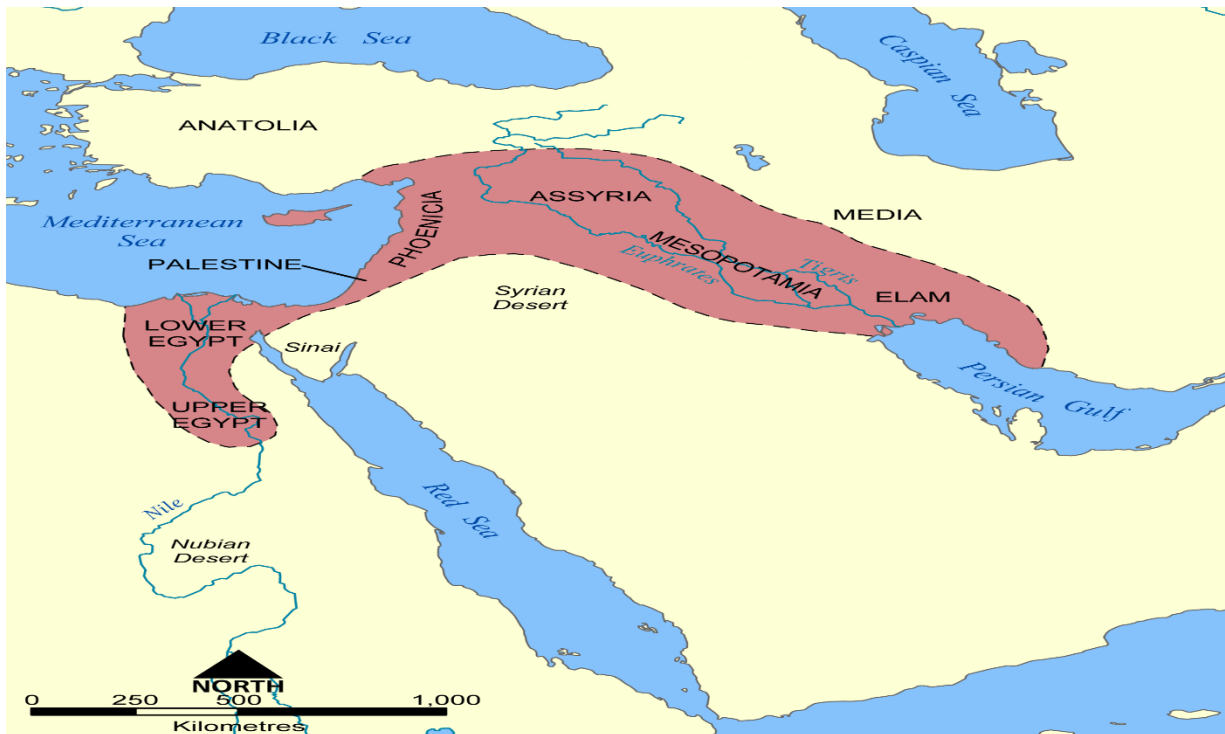 Black Sea
Caspian Sea
ANATOLIA
ASSYRIA
PHOENICIA
MEDIA
Mediterranean
Sea
MESOPOTAMIA
Tigris
Euphrates
PALESTINE
ELAM
Syrian
Desert
LOWER
EGYPT
Sinai
Persian Gulf
UPPER
EGYPT
Nile
Red Sea
Nubian
Desert
NORTH
0 250 500 1,000
Kilometres